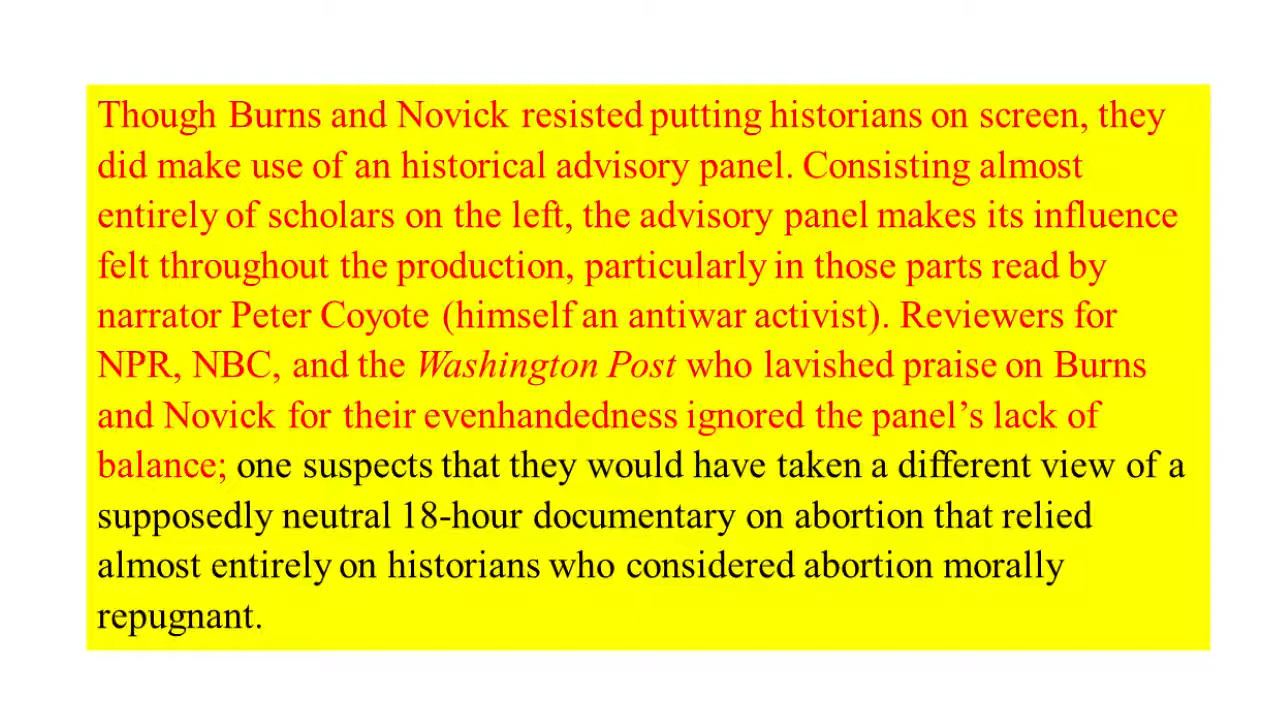 Though Burns and Novick resisted putting historians on screen, they
did make use of an historical advisory panel. Consisting almost
entirely of scholars on the left, the advisory panel makes its influence
felt throughout the production, particularly in those parts read by
narrator Peter Coyote (himself an antiwar activist). Reviewers for
NPR, NBC, and the Washington Post who lavished praise on Burns
and Novick for their evenhandedness ignored the panel’s lack of
balance; one suspects that they would have taken a different view of a
supposedly neutral 18-hour documentary on abortion that relied
almost entirely on historians who considered abortion morally
repugnant.